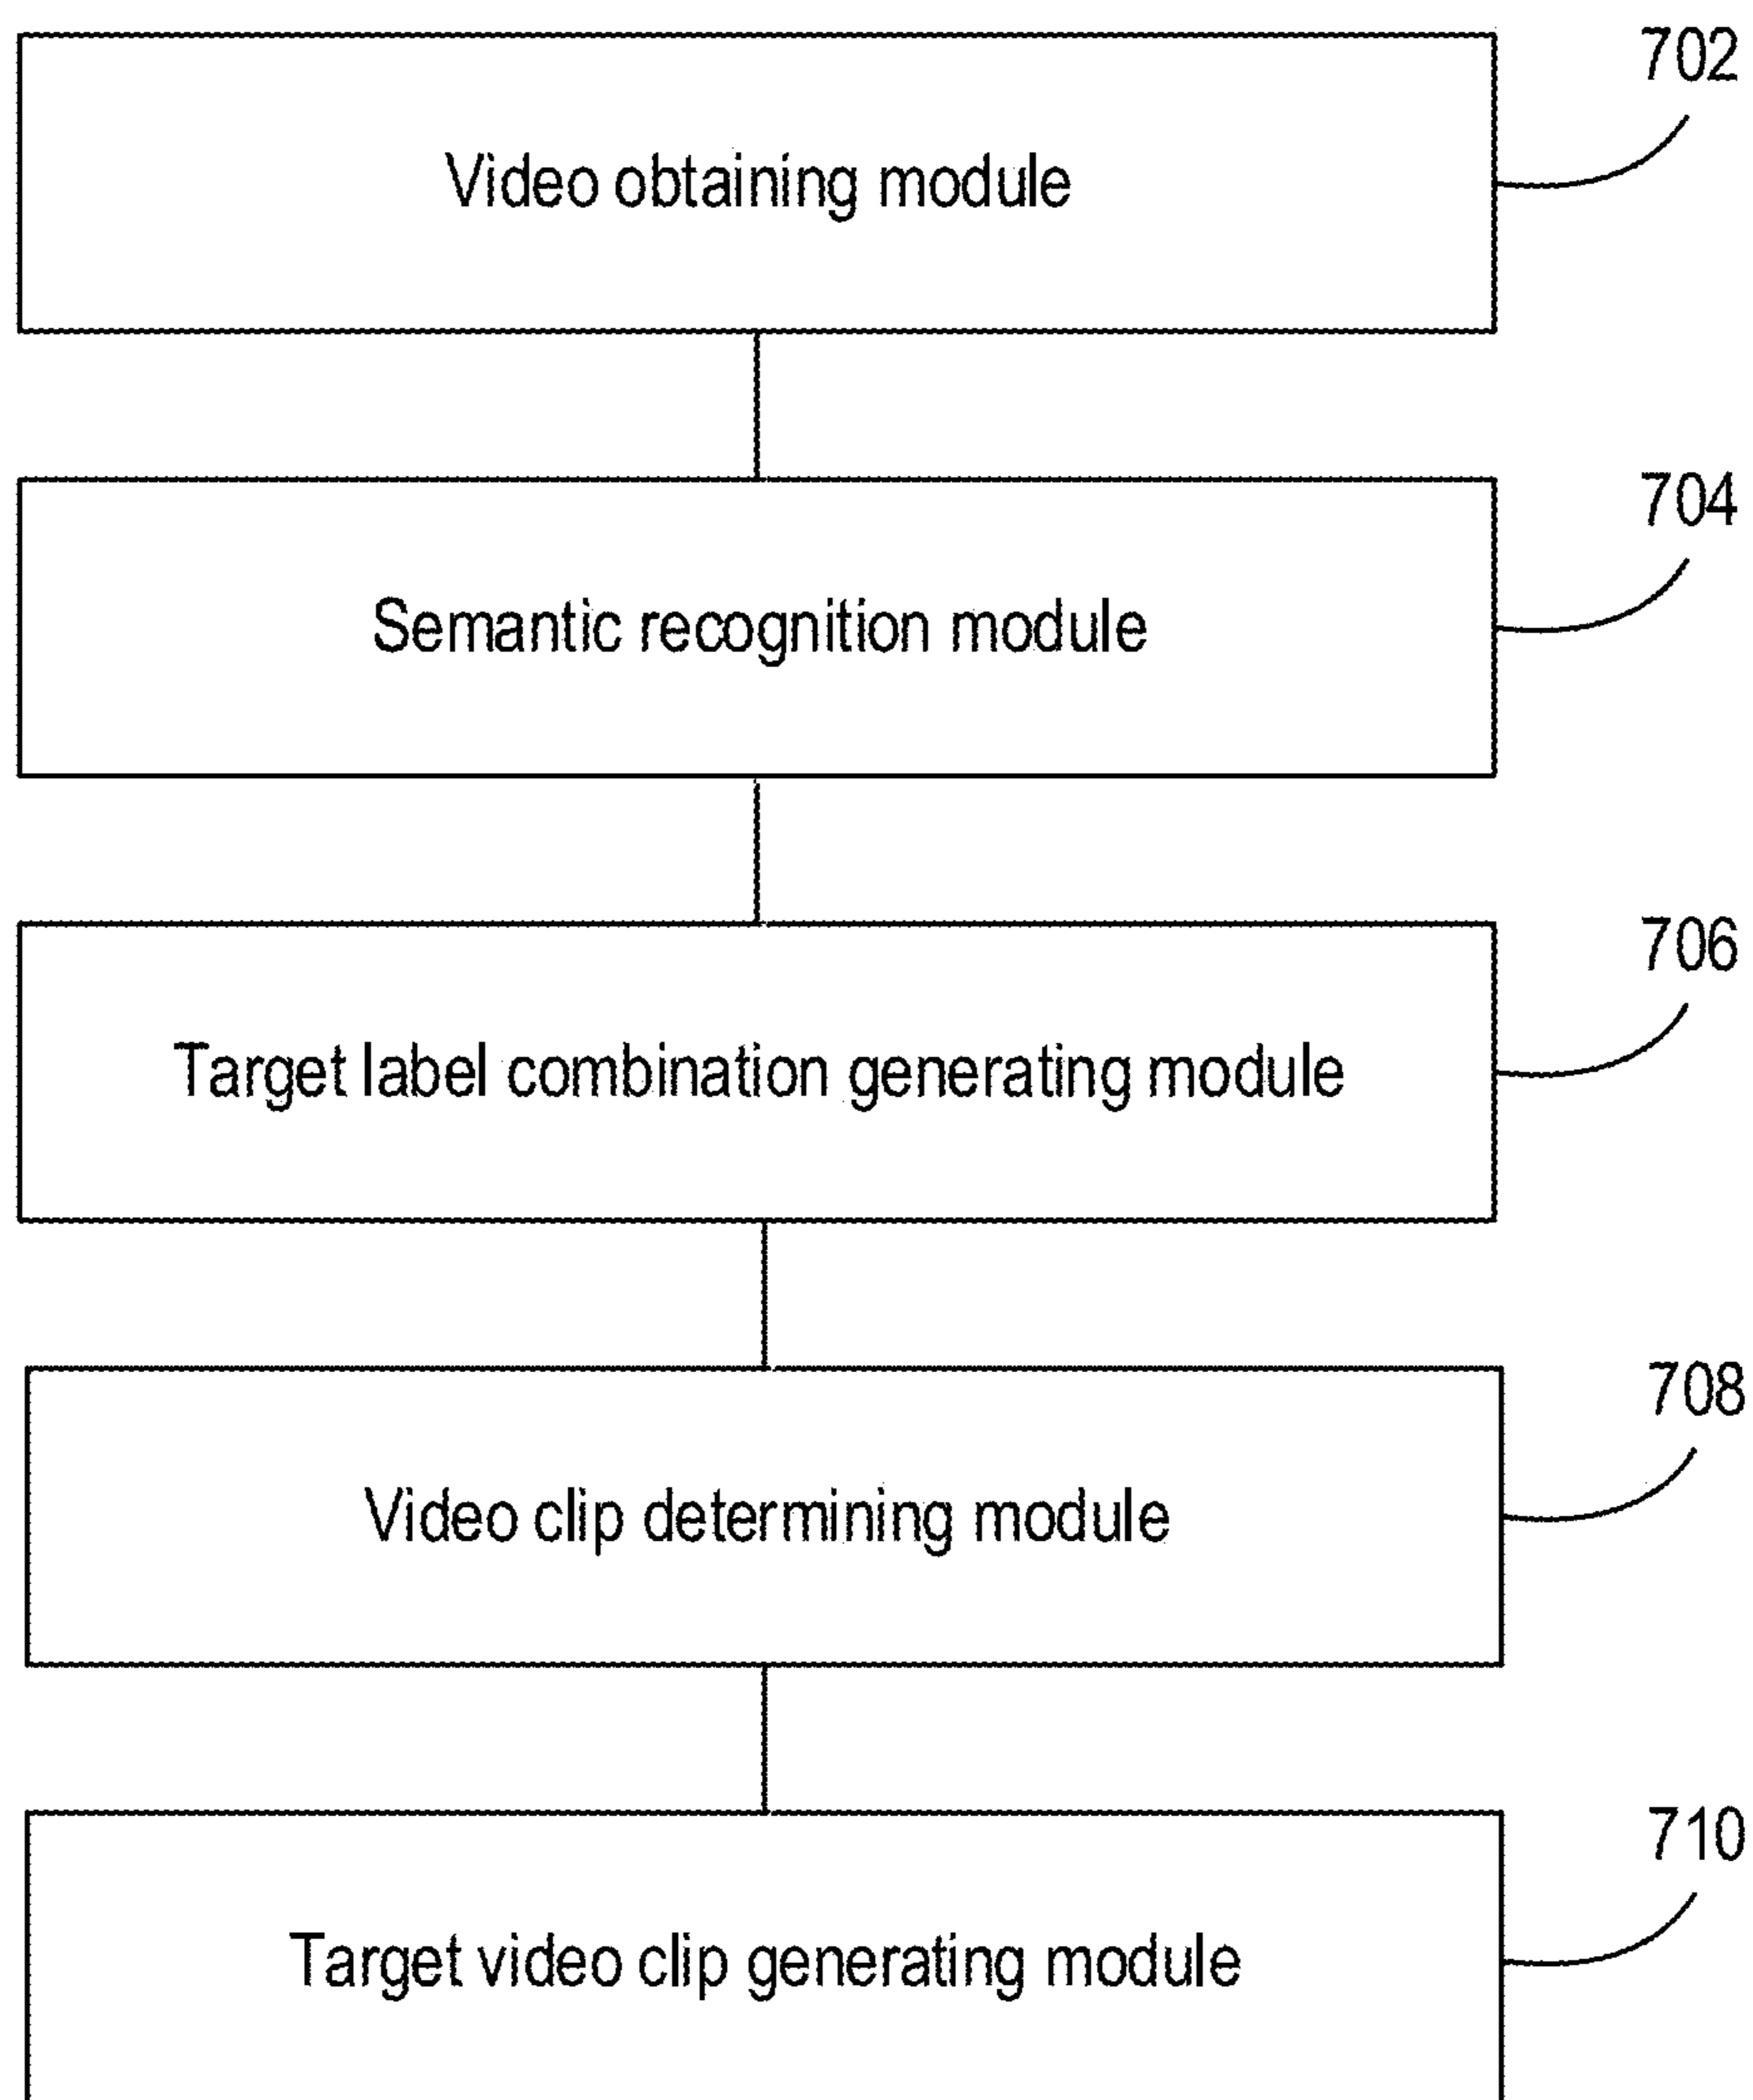 702
Video obtaining module
704
Semantic recognition module
706
Target label combination generating module
708
Video clip determining module
710
Target video clip generating module